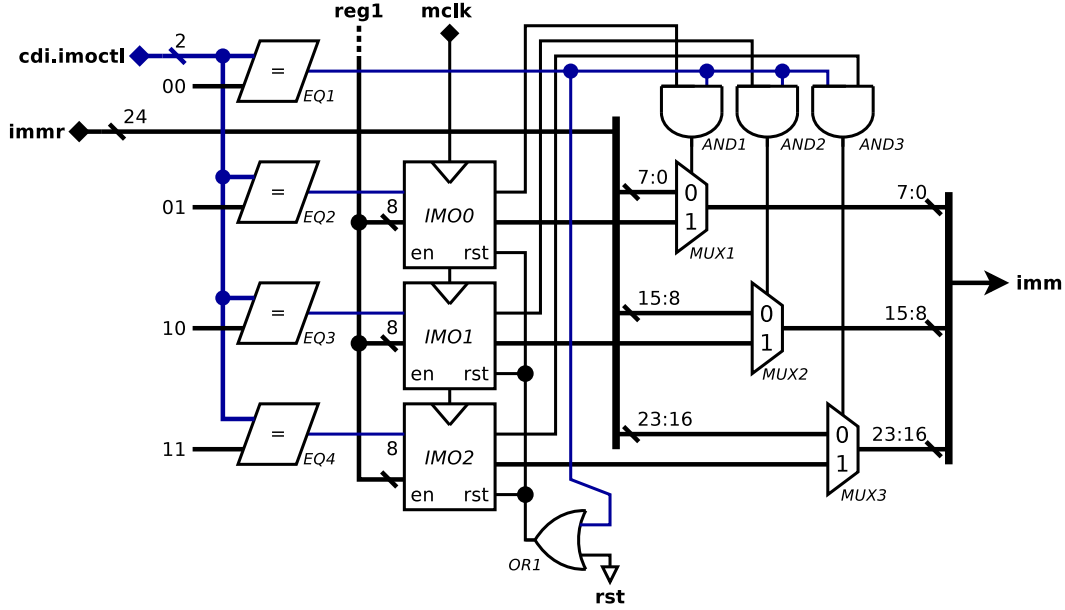 reg1
mclk
cdi.imoctl
2
=
00
EQ1
immr
24
AND1
AND2
AND3
=
01
EQ2
8
IMO0
en
rst
7:0
0
1
MUX1
7:0
imm
=
10
EQ3
8
IMO1
en
rst
15:8
0
1
MUX2
15:8
=
11
EQ4
8
IMO2
en
rst
23:16
0
1
MUX3
23:16
OR1
rst